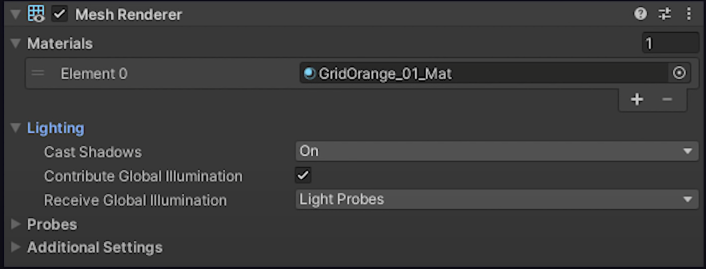 Mesh Renderer
Materials 1
Element 0 GridOrange_01_Mat
Lighting
Cast Shadows On
Contribute Global Illumination
Receive Global Illumination Light Probes
Probes
Additional Settings